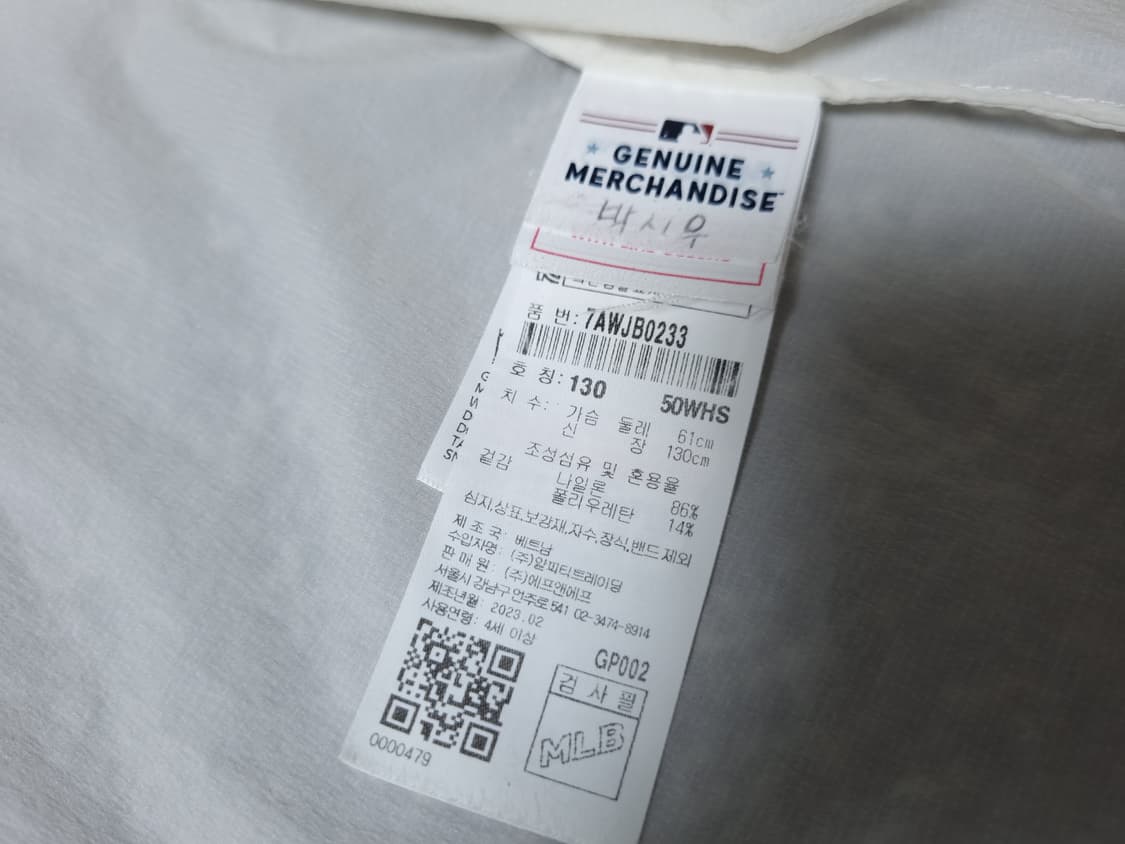 GENUINE
MERCHANDISE
박시우
품 번: 7AWJB0233
호 칭: 130 50WHS
치 수: 가슴 둘레 61cm
신 장 130cm
조성섬유 및 혼용율
겉감 나일로 86%
폴리우레탄 14%
심지,상표,보강재,자수,장식,밴드 제외
제 조 국: 베트남
수입자명: (주)알피티트레이딩
판 매 원: (주)에프앤에프
서울시 강남구 언주로 541 02-3474-8914
제조년월: 2023.02
사용연령: 4세 이상
GP002
검 사 필
MLB
0000479